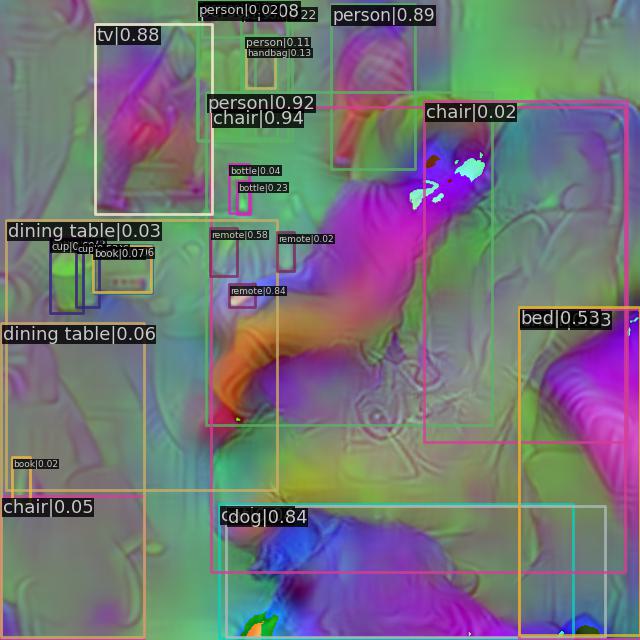 person|0.02
tv|0.88
person|0.89
person|0.11
handbag|0.13
person|0.92
chair|0.94
chair|0.02
bottle|0.04
bottle|0.23
dining table|0.03
remote|0.58
remote|0.02
book|0.07
remote|0.84
bed|0.53
dining table|0.06
book|0.02
chair|0.05
dog|0.84